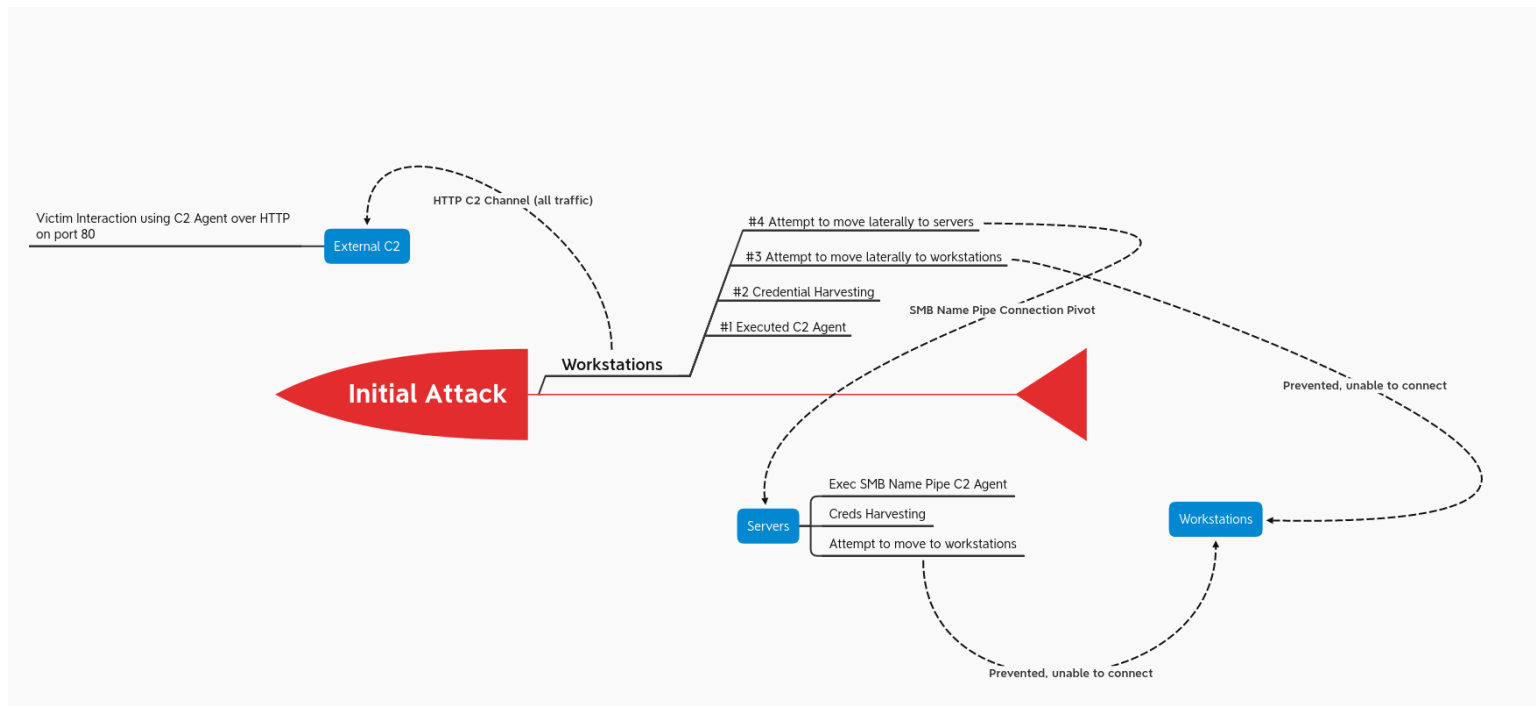 HTTP C2 Channel (all traffic)
Victim Interaction using C2 Agent over HTTP
on port 80
External C2
#4 Attempt to move laterally to servers
#3 Attempt to move laterally to workstations
#2 Credential Harvesting
#1 Executed C2 Agent
SMB Name Pipe Connection Pivot
Workstations
Initial Attack
Prevented, unable to connect
Exec SMB Name Pipe C2 Agent
Servers
Creds Harvesting
Attempt to move to workstations
Workstations
Prevented, unable to connect